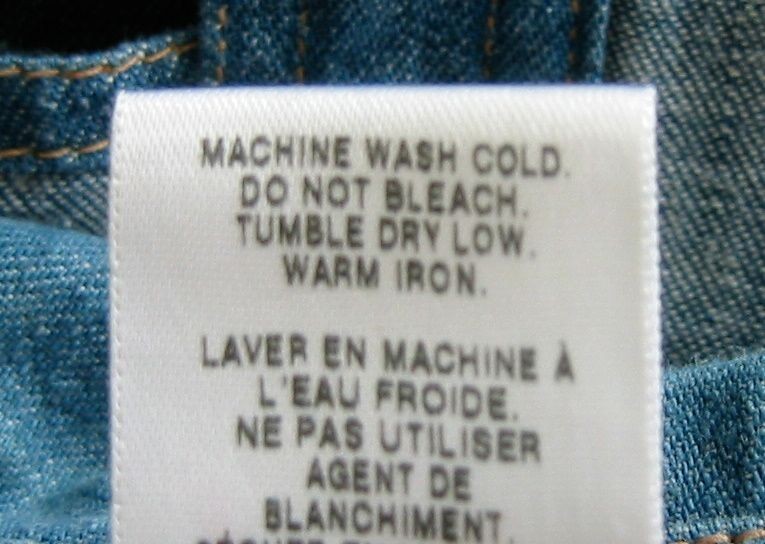 MACHINE WASH COLD.
DO NOT BLEACH.
TUMBLE DRY LOW.
WARM IRON.
LAVER EN MACHINE À
L'EAU FROIDE.
NE PAS UTILISER
AGENT DE
BLANCHIMENT.